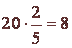 20 · 2/5 = 8